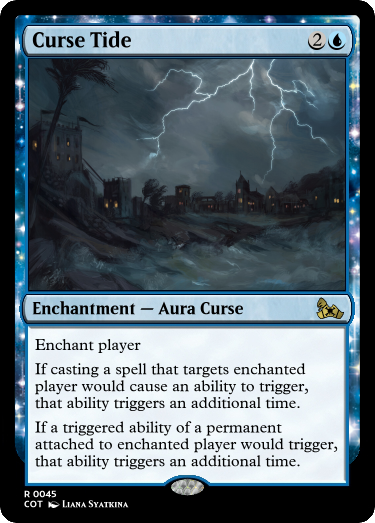 Curse Tide 2
Enchantment — Aura Curse
Enchant player
If casting a spell that targets enchanted
player would cause an ability to trigger,
that ability triggers an additional time.
If a triggered ability of a permanent
attached to enchanted player would trigger,
that ability triggers an additional time.
R 0045
COT Liana Syatkina